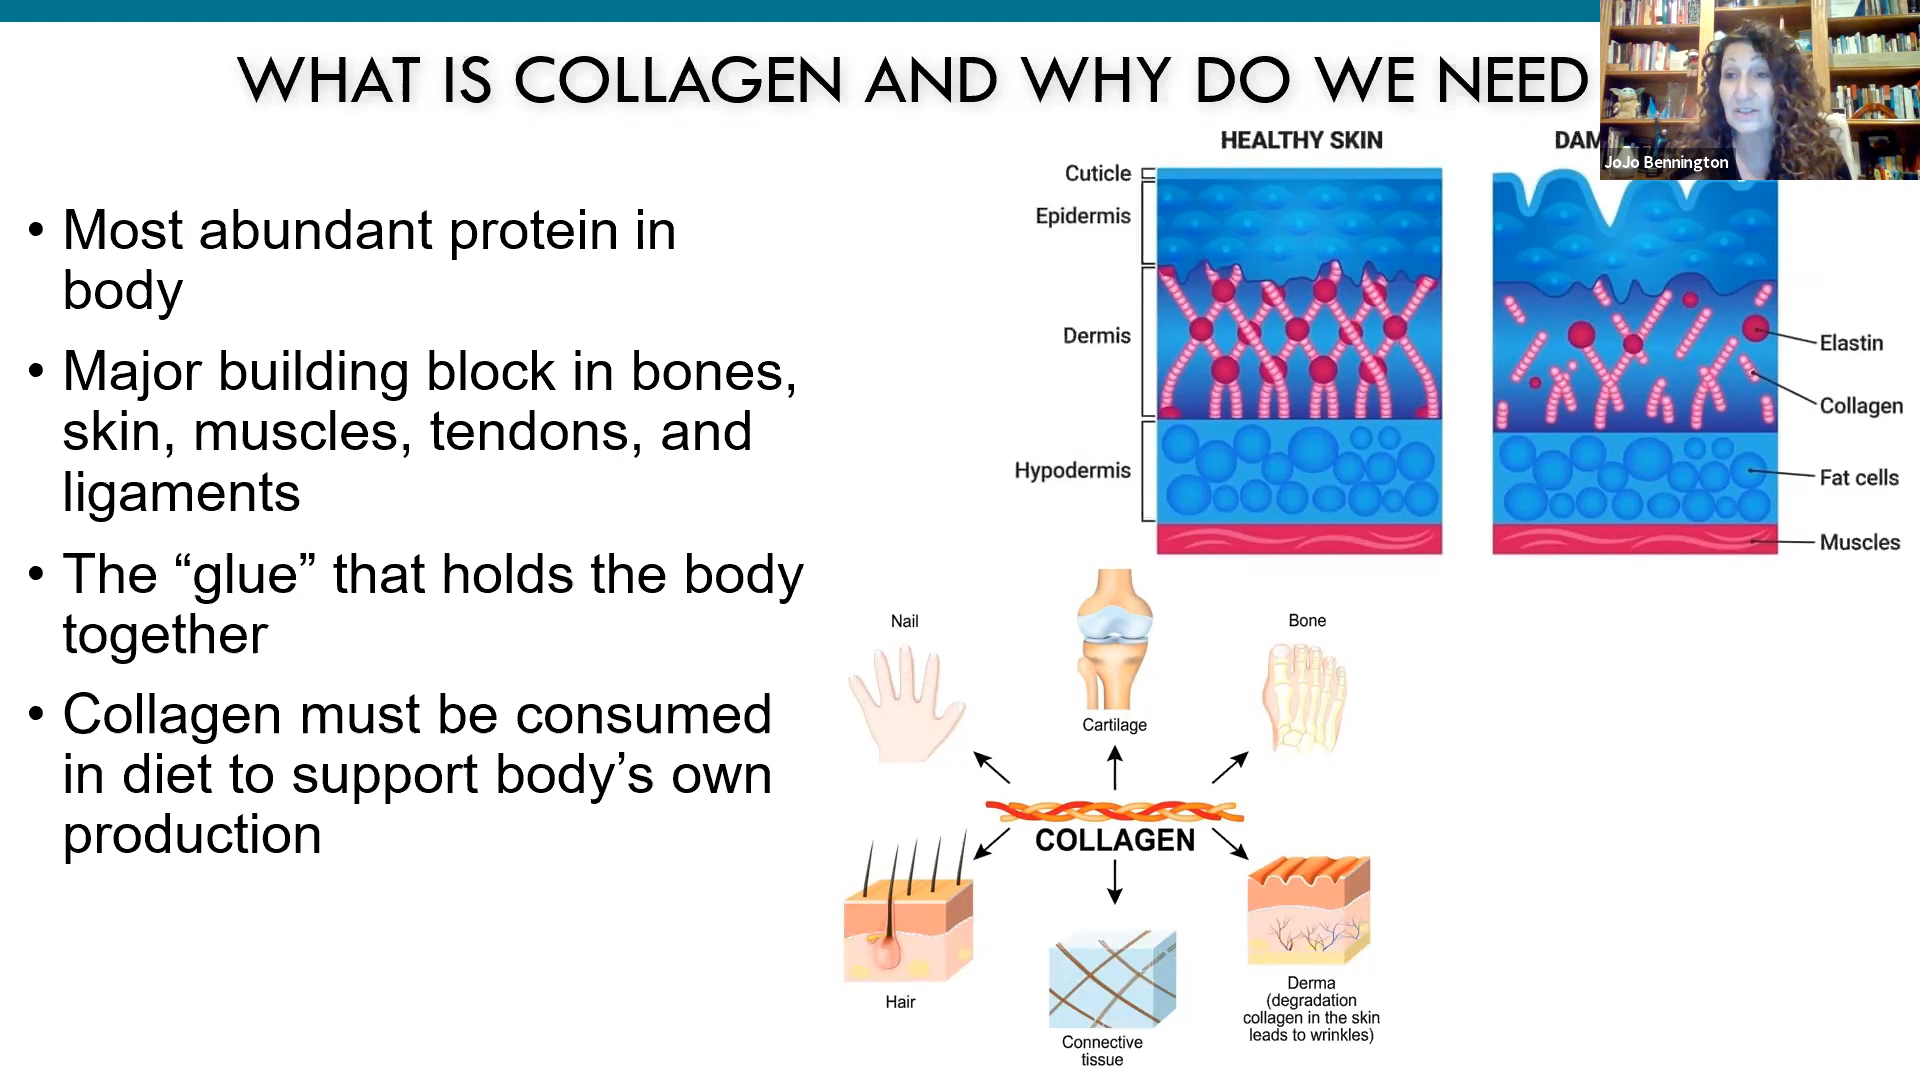 WHAT IS COLLAGEN AND WHY DO WE NEED
JoJo Bennington
• Most abundant protein in
body
• Major building block in bones,
skin, muscles, tendons, and
ligaments
• The “glue” that holds the body
together
• Collagen must be consumed
in diet to support body’s own
production
HEALTHY SKIN
Cuticle
Epidermis
Dermis
Hypodermis
Elastin
Collagen
Fat cells
Muscles
Nail
Cartilage
Bone
COLLAGEN
Hair
Connective
tissue
Derma
(degradation
collagen in the skin
leads to wrinkles)